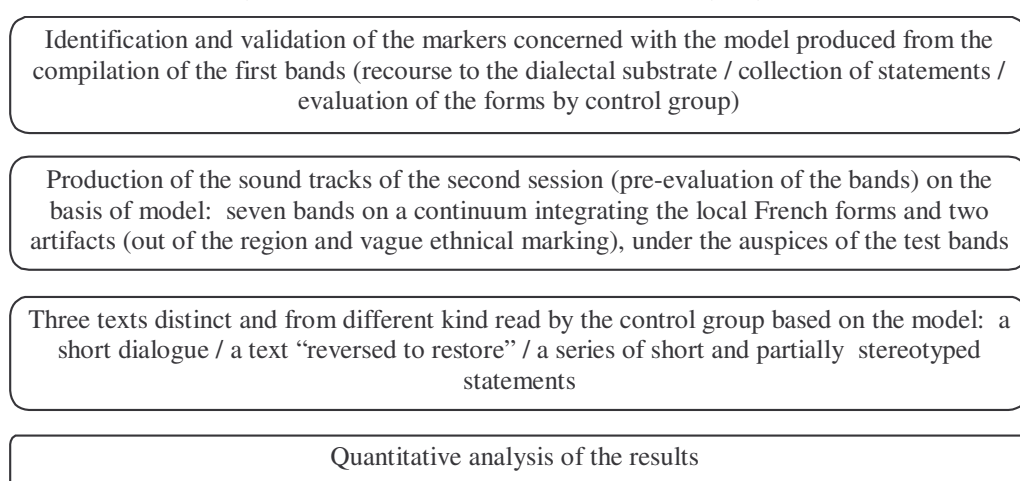 Identification and validation of the markers concerned with the model produced from the
compilation of the first bands (recourse to the dialectal substrate / collection of statements /
evaluation of the forms by control group)
Production of the sound tracks of the second session (pre-evaluation of the bands) on the
basis of model: seven bands on a continuum integrating the local French forms and two
artifacts (out of the region and vague ethnical marking), under the auspices of the test bands
Three texts distinct and from different kind read by the control group based on the model: a
short dialogue / a text “reversed to restore” / a series of short and partially stereotyped
statements
Quantitative analysis of the results